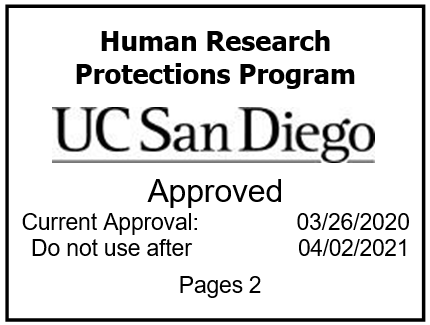 Human Research
Protections Program
UC San Diego
Approved
Current Approval: 03/26/2020
Do not use after 04/02/2021
Pages 2